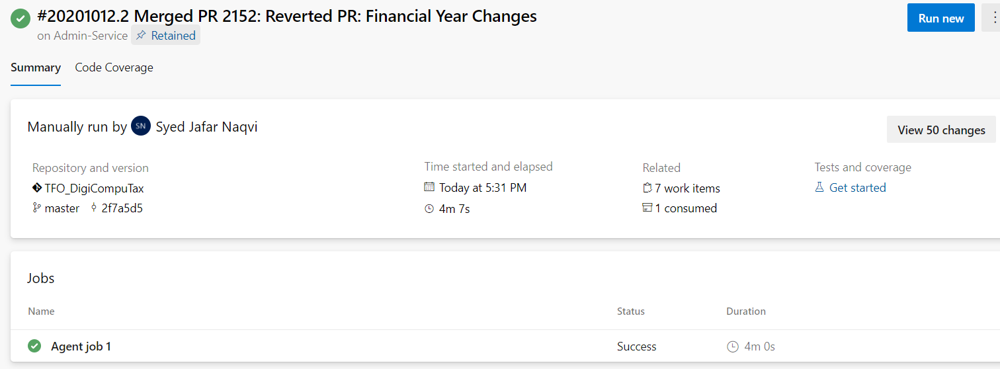 #20201012.2 Merged PR 2152: Reverted PR: Financial Year Changes
Run new
on Admin-Service Retained
Summary Code Coverage
Manually run by SN Syed Jafar Naqvi
View 50 changes
Repository and version
TFO_DigiCompuTax
master 2f7a5d5
Time started and elapsed
Today at 5:31 PM
4m 7s
Related
7 work items
1 consumed
Tests and coverage
Get started
Jobs
Name Status Duration
Agent job 1 Success 4m 0s